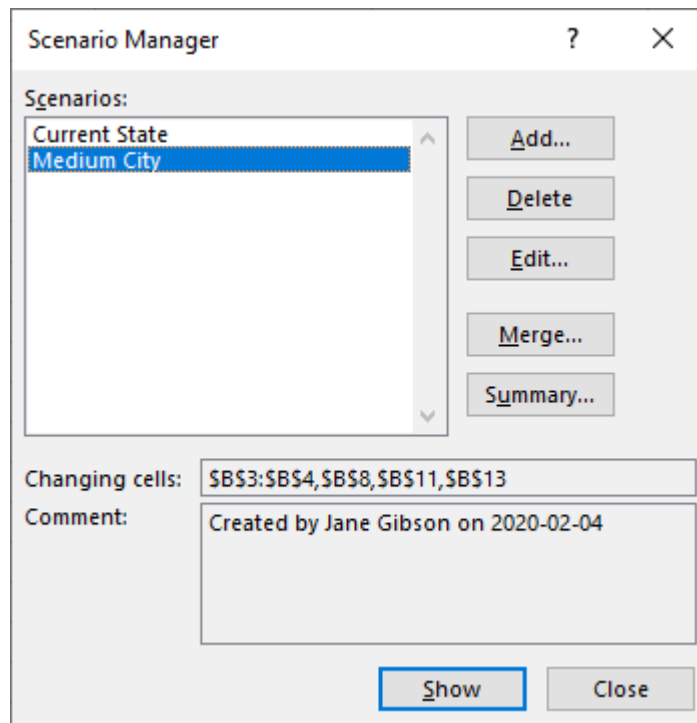 Scenario Manager ? ×
Scenarios:
Current State
Medium City
Add...
Delete
Edit...
Merge...
Summary...
Changing cells: $B$3:$B$4,$B$8,$B$11,$B$13
Comment: Created by Jane Gibson on 2020-02-04
Show Close